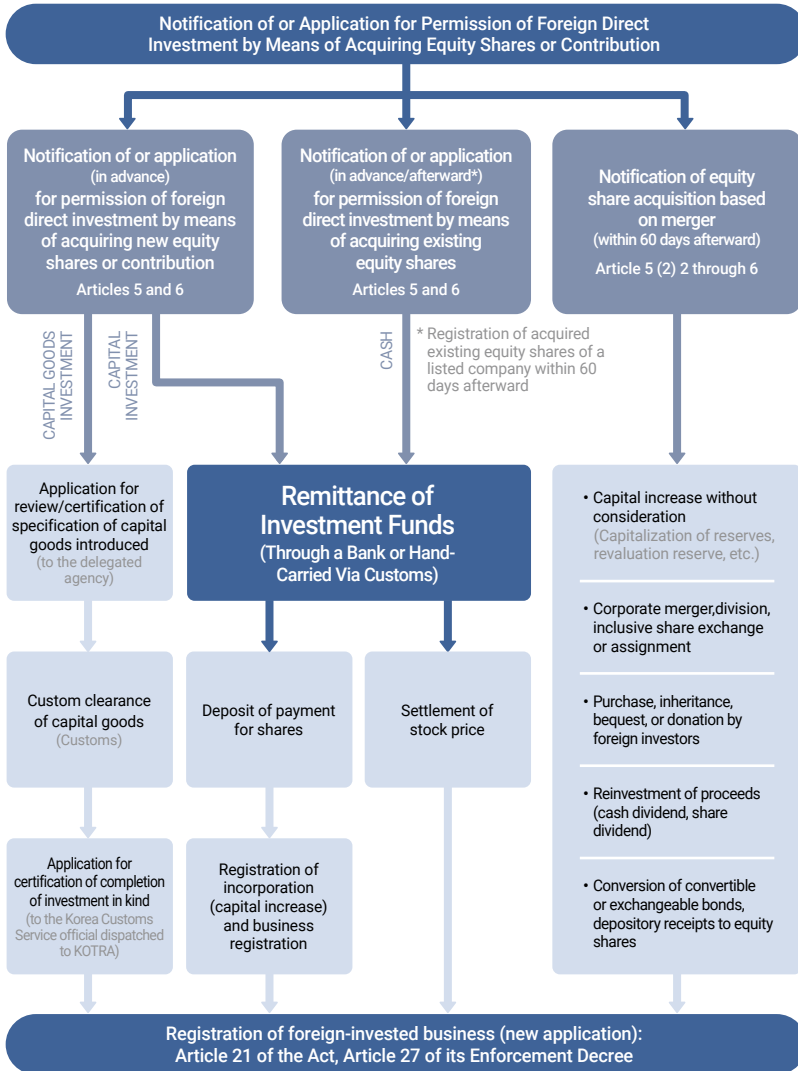 Notification of or Application for Permission of Foreign Direct
Investment by Means of Acquiring Equity Shares or Contribution
Notification of or application
(in advance)
for permission of foreign
direct investment by means
of acquiring new equity
shares or contribution
Articles 5 and 6
Notification of or application
(in advance/afterward*)
for permission of foreign
direct investment by means
of acquiring existing
equity shares
Articles 5 and 6
Notification of equity
share acquisition based
on merger
(within 60 days afterward)
Article 5 (2) 2 through 6
CAPITAL GOODS
INVESTMENT
CAPITAL
INVESTMENT
CASH
* Registration of acquired
existing equity shares of a
listed company within 60
days afterward
Application for
review/certification of
specification of capital
goods introduced
(to the delegated
agency)
Remittance of
Investment Funds
(Through a Bank or Hand-
Carried Via Customs)
Custom clearance
of capital goods
(Customs)
Deposit of payment
for shares
Settlement of
stock price
Application for
certification of completion
of investment in kind
(to the Korea Customs
Service official dispatched
to KOTRA)
Registration of
incorporation
(capital increase)
and business
registration
• Capital increase without
consideration
(Capitalization of reserves,
revaluation reserve, etc.)
• Corporate merger,division,
inclusive share exchange
or assignment
• Purchase, inheritance,
bequest, or donation by
foreign investors
• Reinvestment of proceeds
(cash dividend, share
dividend)
• Conversion of convertible
or exchangeable bonds,
depository receipts to equity
shares
Registration of foreign-invested business (new application):
Article 21 of the Act, Article 27 of its Enforcement Decree